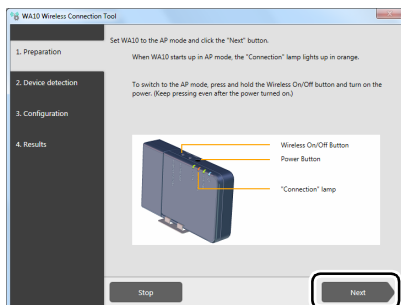 WA10 Wireless Connection Tool
Set WA10 to the AP mode and click the "Next" button.
1. Preparation
When WA10 starts up in AP mode, the "Connection" lamp lights up in orange.
2. Device detection
To switch to the AP mode, press and hold the Wireless On/Off button and turn on the
power. (Keep pressing even after the power turned on.)
3. Configuration
4. Results
Wireless On/Off Button
Power Button
"Connection" lamp
Stop
Next